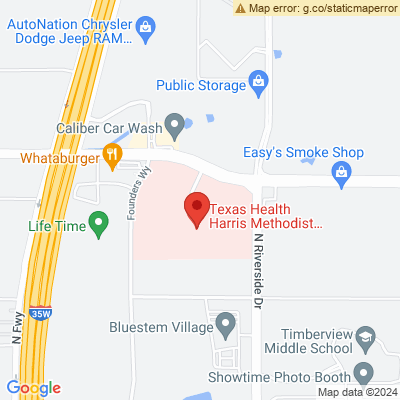 Map error: g.co/staticmaperror
AutoNation Chrysler
Dodge Jeep RAM...
Public Storage
Caliber Car Wash
Easy's Smoke Shop
Whataburger
Founders Wy
Texas Health
Harris Methodist...
Life Time
N Riverside Dr
35W
N Fwy
Bluestem Village
Timberview
Middle School
Showtime Photo Booth
Google
Map data ©2024